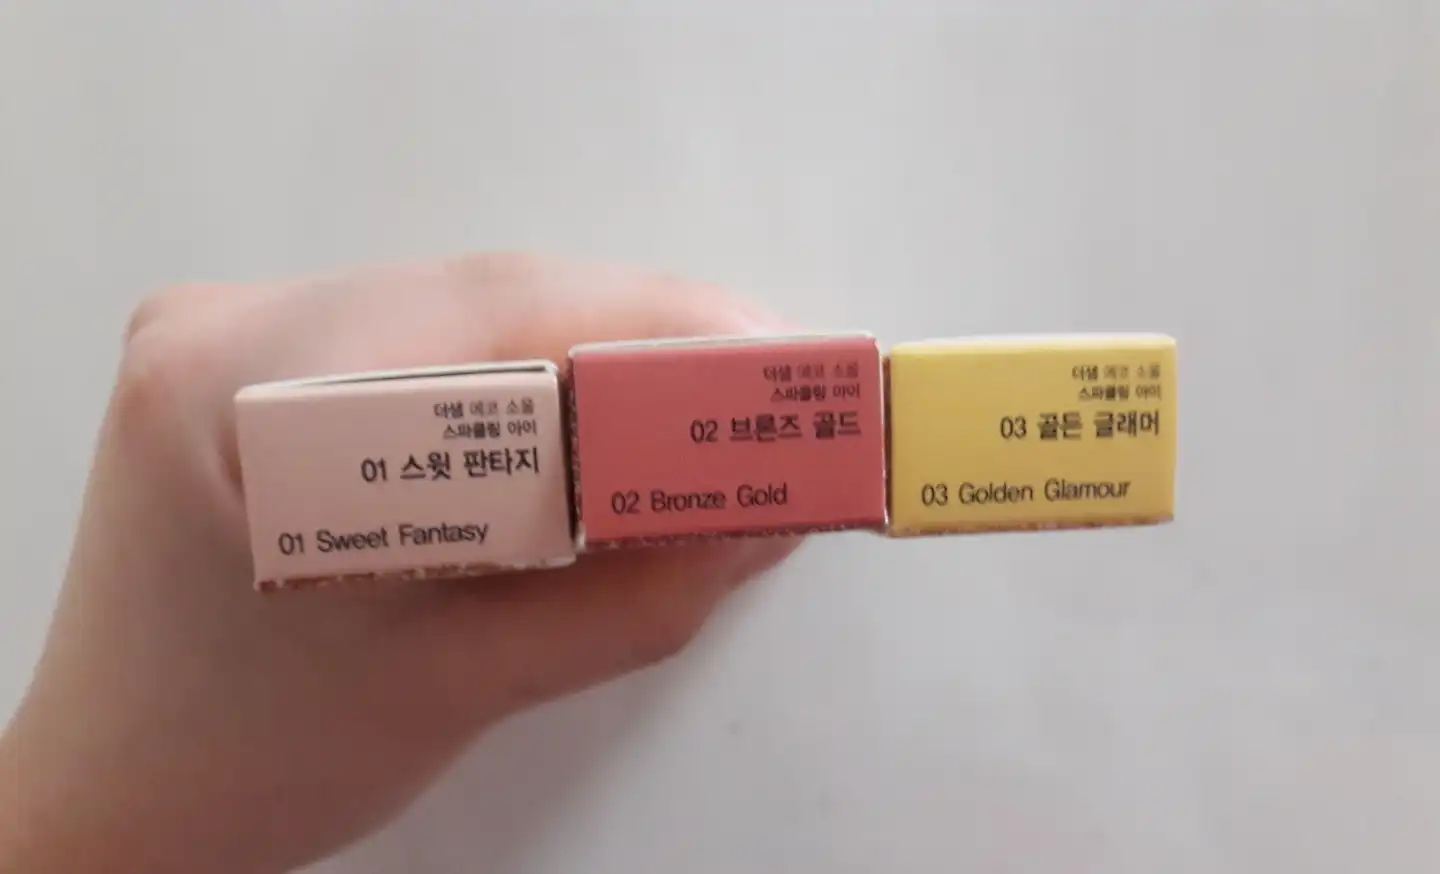 더샘 에코 소울
스파클링 아이
01 스윗 판타지
01 Sweet Fantasy
더샘 에코 소울
스파클링 아이
02 브론즈 골드
02 Bronze Gold
더샘 에코 소울
스파클링 아이
03 골든 글래머
03 Golden Glamour